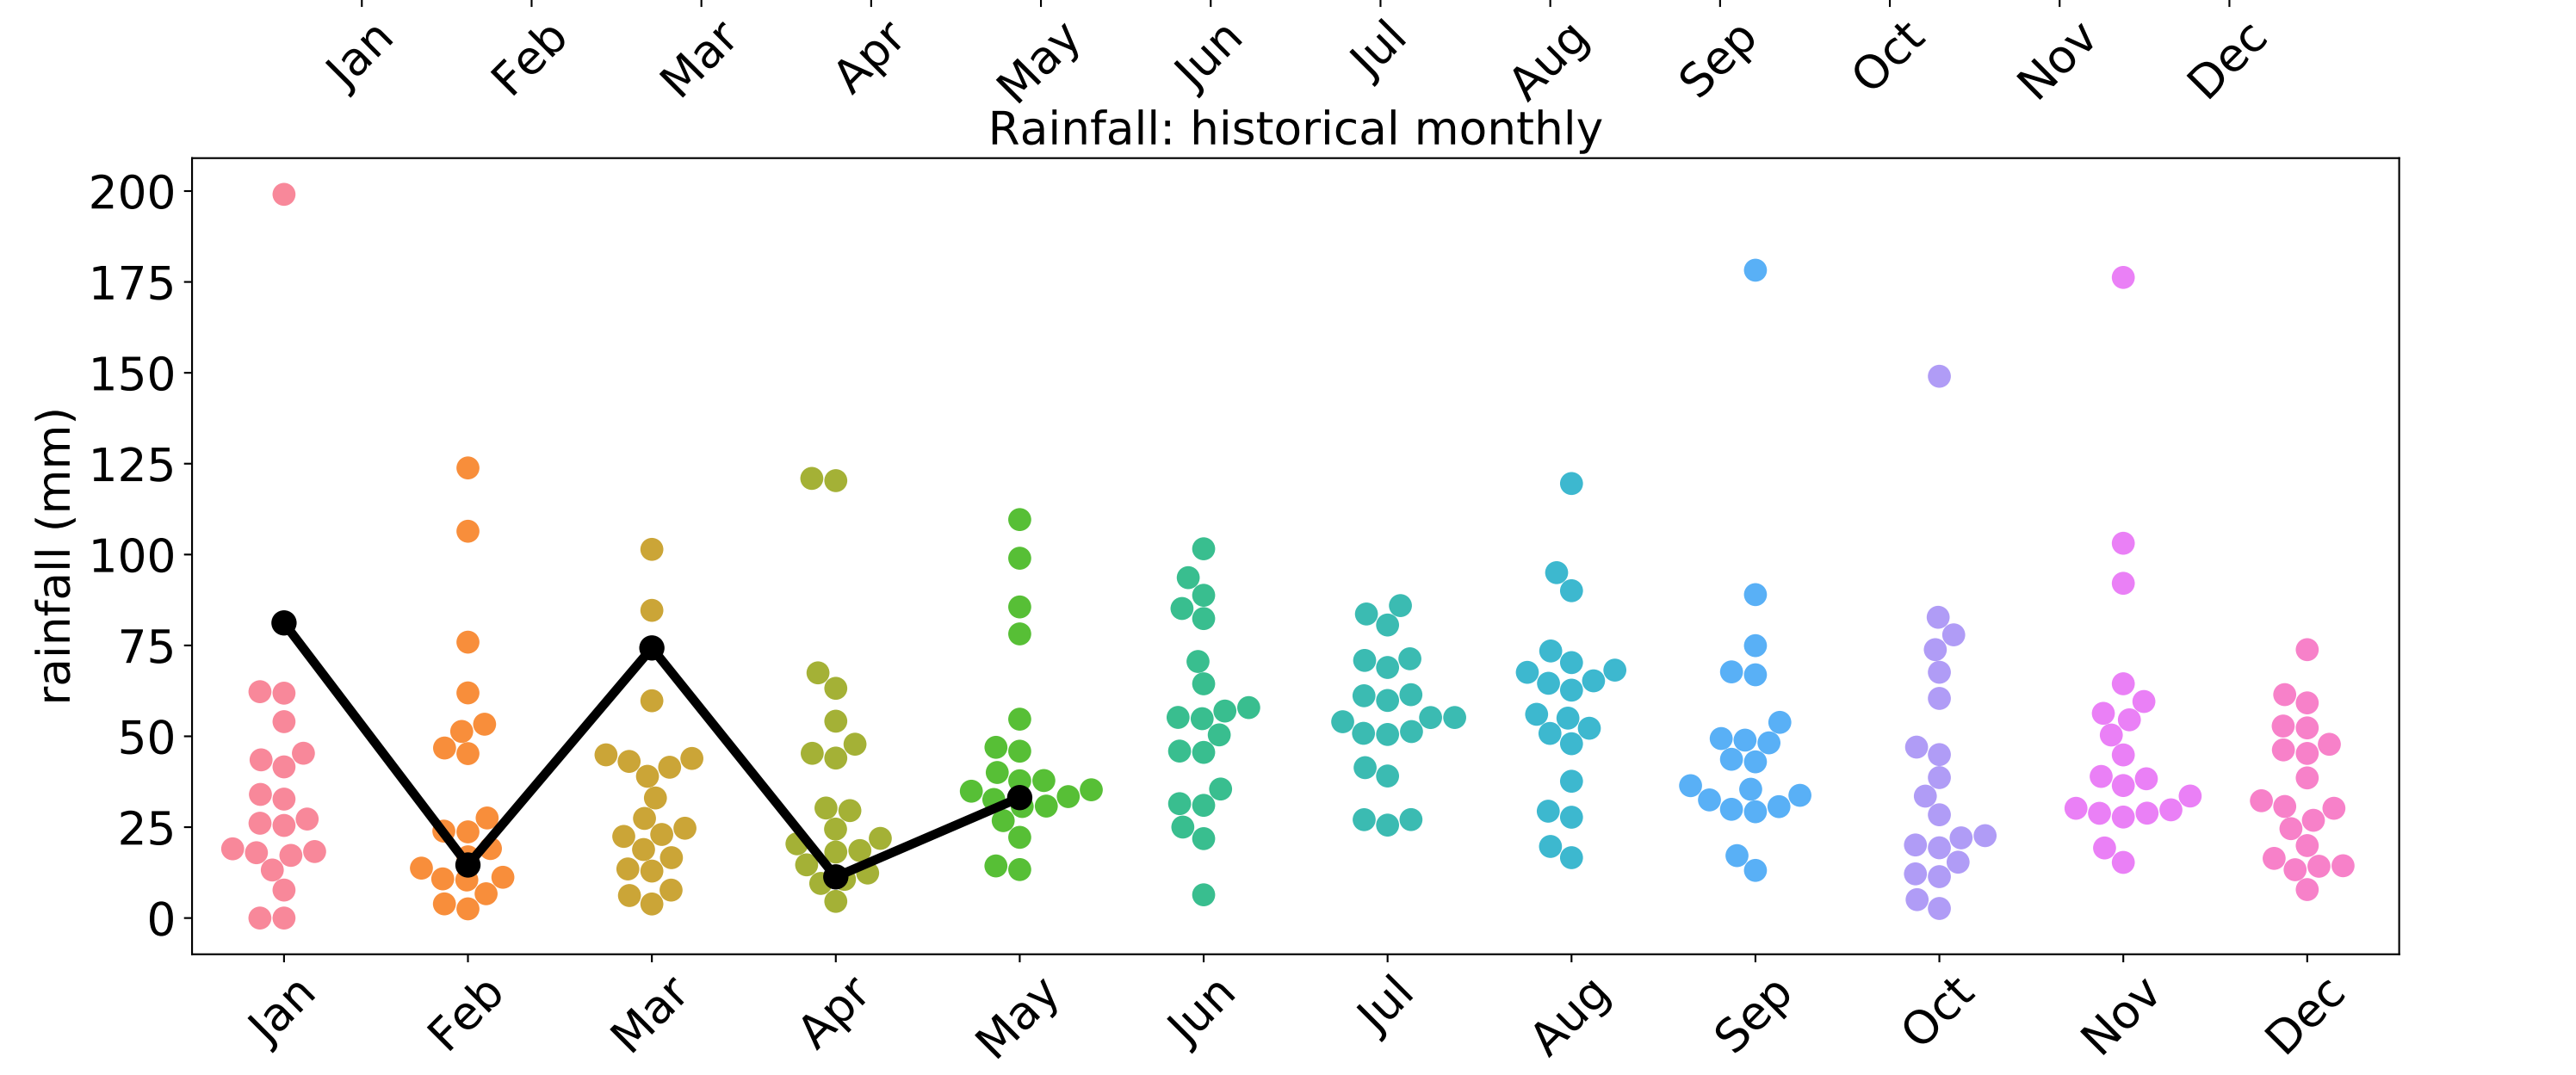 Jan Feb Mar Apr May Jun Jul Aug Sep Oct Nov Dec
Rainfall: historical monthly
rainfall (mm)
200
175
150
125
100
75
50
25
0
Jan Feb Mar Apr May Jun Jul Aug Sep Oct Nov Dec